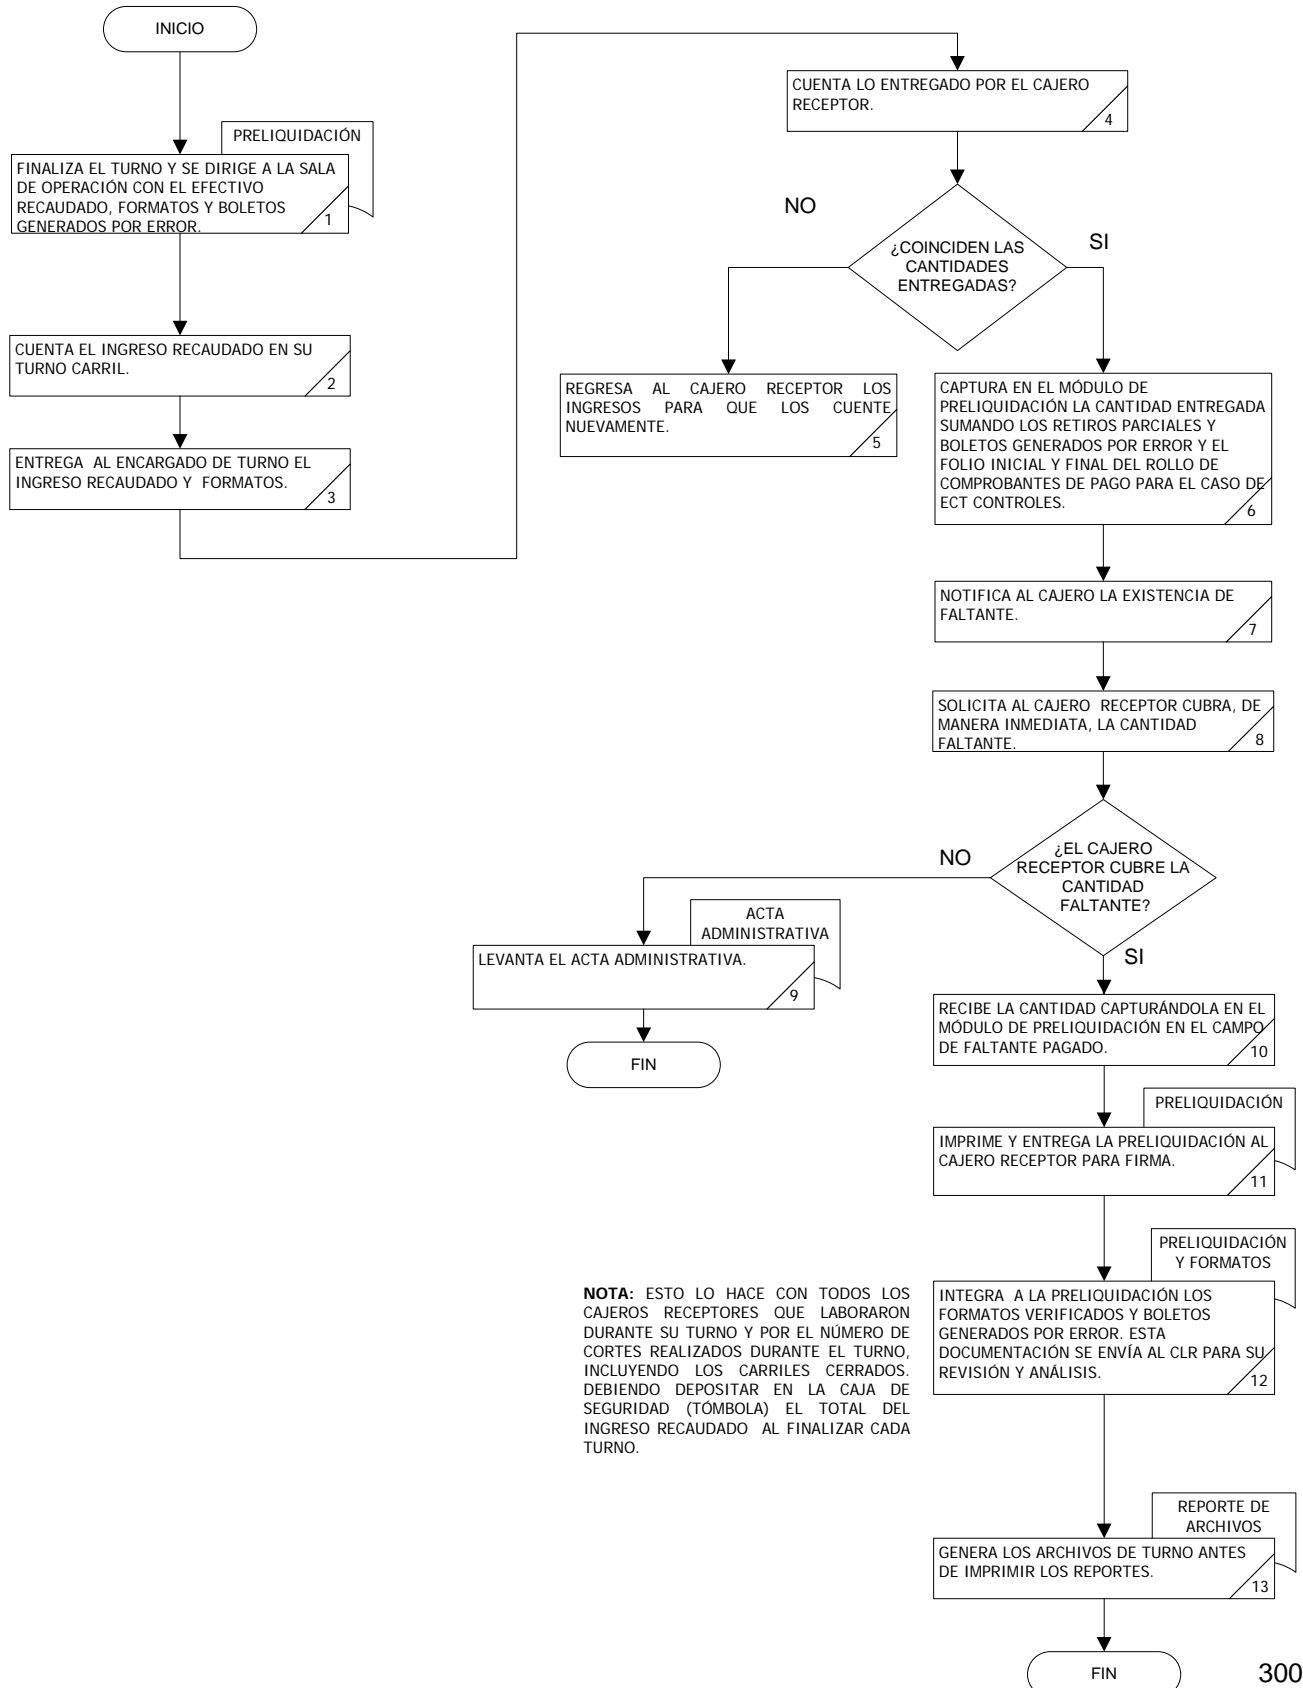 INICIO
PRELIQUIDACIÓN
FINALIZA EL TURNO Y SE DIRIGE A LA SALA
DE OPERACIÓN CON EL EFECTIVO
RECAUDADO, FORMATOS Y BOLETOS
GENERADOS POR ERROR.
1
CUENTA EL INGRESO RECAUDADO EN SU
TURNO CARRIL.
2
ENTREGA AL ENCARGADO DE TURNO EL
INGRESO RECAUDADO Y FORMATOS.
3
CUENTA LO ENTREGADO POR EL CAJERO
RECEPTOR.
4
¿COINCIDEN LAS
CANTIDADES
ENTREGADAS?
NO
SI
REGRESA AL CAJERO RECEPTOR LOS
INGRESOS PARA QUE LOS CUENTE
NUEVAMENTE.
5
CAPTURA EN EL MÓDULO DE
PRELIQUIDACIÓN LA CANTIDAD ENTREGADA
SUMANDO LOS RETIROS PARCIALES Y
BOLETOS GENERADOS POR ERROR Y EL
FOLIO INICIAL Y FINAL DEL ROLLO DE
COMPROBANTES DE PAGO PARA EL CASO DE
ECT CONTROLES.
6
NOTIFICA AL CAJERO LA EXISTENCIA DE
FALTANTE.
7
SOLICITA AL CAJERO RECEPTOR CUBRA, DE
MANERA INMEDIATA, LA CANTIDAD
FALTANTE.
8
¿EL CAJERO
RECEPTOR CUBRE LA
CANTIDAD
FALTANTE?
NO
SI
ACTA
ADMINISTRATIVA
LEVANTA EL ACTA ADMINISTRATIVA.
9
FIN
RECIBE LA CANTIDAD CAPTURÁNDOLA EN EL
MÓDULO DE PRELIQUIDACIÓN EN EL CAMPO
DE FALTANTE PAGADO.
10
PRELIQUIDACIÓN
IMPRIME Y ENTREGA LA PRELIQUIDACIÓN AL
CAJERO RECEPTOR PARA FIRMA.
11
PRELIQUIDACIÓN
Y FORMATOS
INTEGRA A LA PRELIQUIDACIÓN LOS
FORMATOS VERIFICADOS Y BOLETOS
GENERADOS POR ERROR. ESTA
DOCUMENTACIÓN SE ENVÍA AL CLR PARA SU
REVISIÓN Y ANÁLISIS.
12
NOTA: ESTO LO HACE CON TODOS LOS
CAJEROS RECEPTORES QUE LABORARON
DURANTE SU TURNO Y POR EL NÚMERO DE
CORTES REALIZADOS DURANTE EL TURNO,
INCLUYENDO LOS CARRILES CERRADOS.
DEBIENDO DEPOSITAR EN LA CAJA DE
SEGURIDAD (TÓMBOLA) EL TOTAL DEL
INGRESO RECAUDADO AL FINALIZAR CADA
TURNO.
REPORTE DE
ARCHIVOS
GENERA LOS ARCHIVOS DE TURNO ANTES
DE IMPRIMIR LOS REPORTES.
13
FIN
300